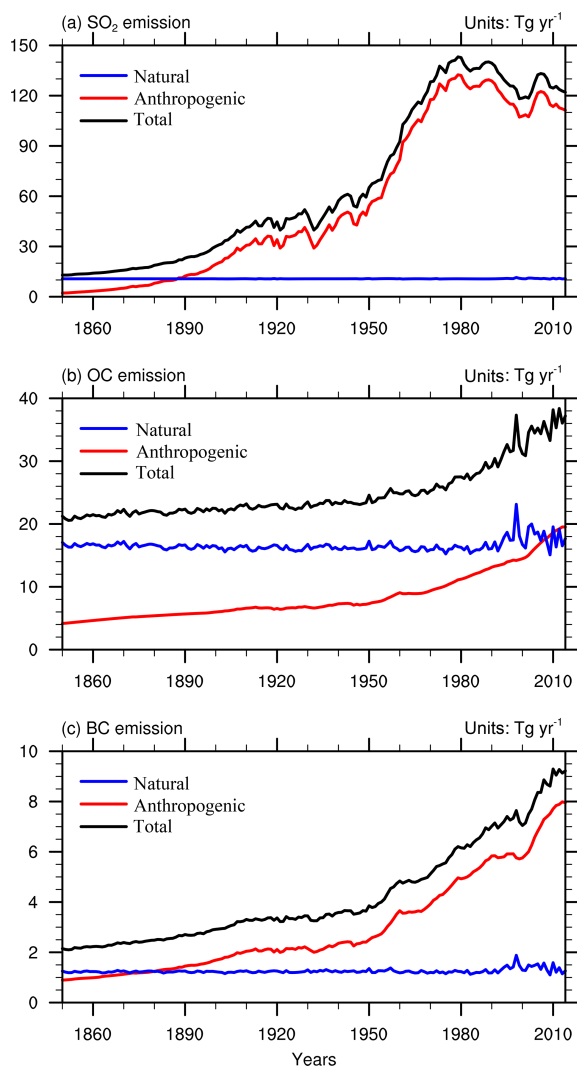 (a) SO₂ emission Units: Tg yr⁻¹
150
Natural
120
Anthropogenic
Total
90
60
30
0
1860 1890 1920 1950 1980 2010
(b) OC emission Units: Tg yr⁻¹
40
Natural
Anthropogenic
30
Total
20
10
0
1860 1890 1920 1950 1980 2010
(c) BC emission Units: Tg yr⁻¹
10
Natural
8
Anthropogenic
Total
6
4
2
0
1860 1890 1920 1950 1980 2010
Years